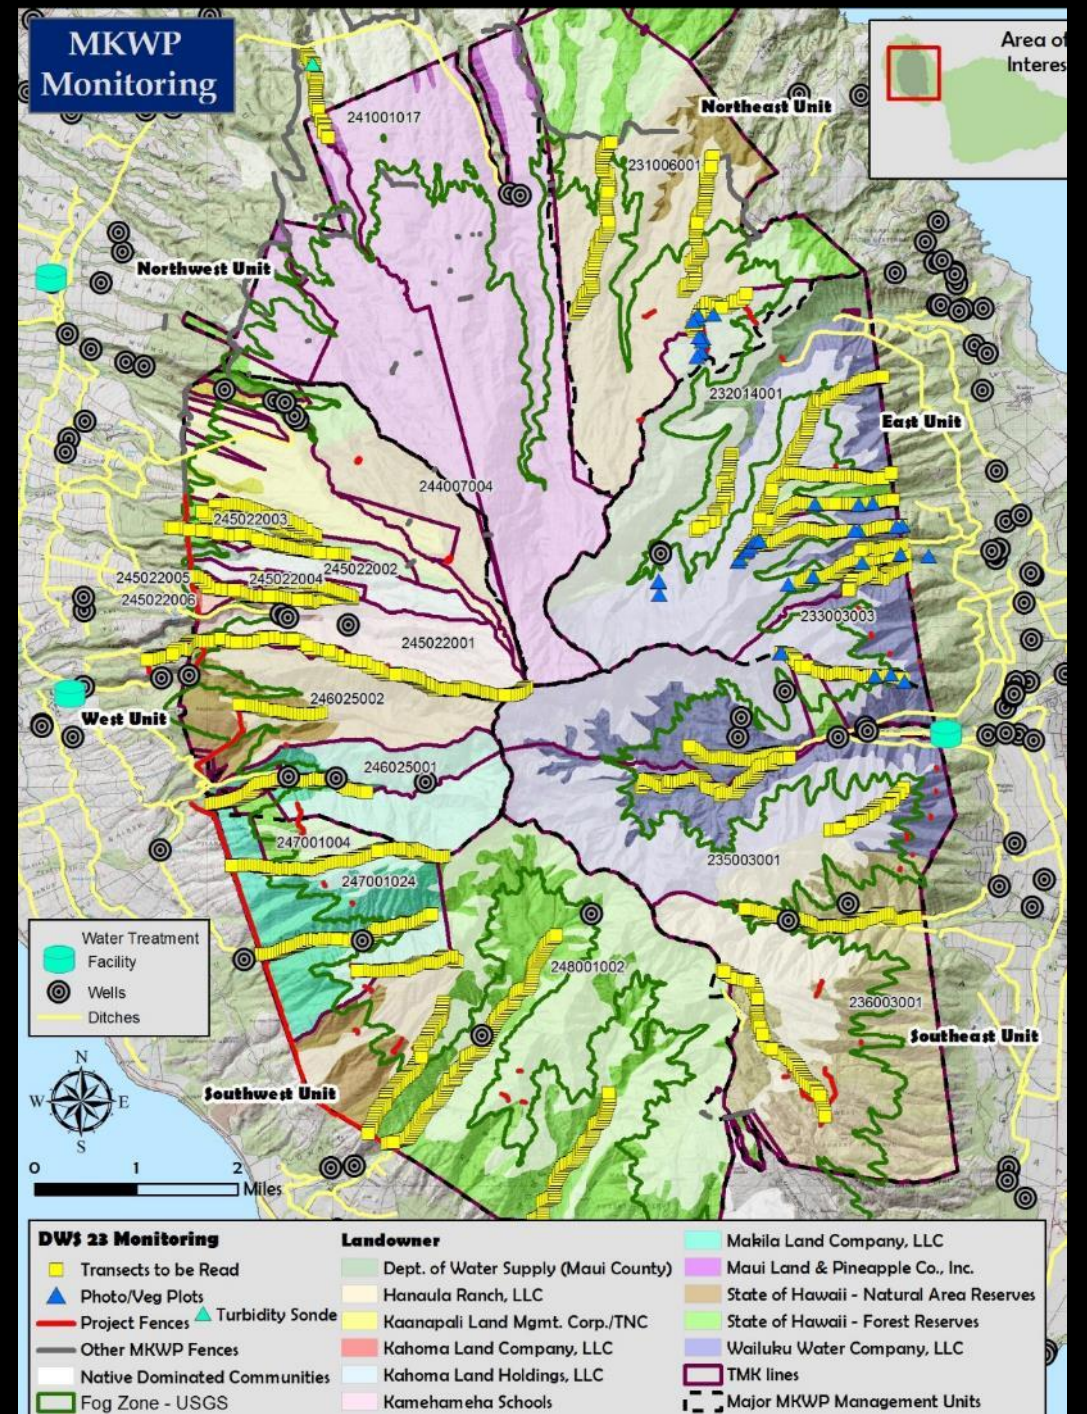 MKWP
Monitoring
Area of
Interes
Northeast Unit
241001017
231006001
Northwest Unit
232014001
East Unit
244007004
245022003
245022002
245022005
245022004
245022006
233003003
245022001
246025002
West Unit
246025001
247001004
235003001
247001024
248001002
236003001
Southeast Unit
Southwest Unit
Water Treatment
Facility
Wells
Ditches
N
W
E
S
0
1
2
Miles
DWS 23 Monitoring
Transects to be Read
Photo/Veg Plots
Project Fences
Turbidity Sonde
Other MKWP Fences
Native Dominated Communities
Fog Zone - USGS
Landowner
Dept. of Water Supply (Maui County)
Hanaula Ranch, LLC
Kaanapali Land Mgmt. Corp./TNC
Kahoma Land Company, LLC
Kahoma Land Holdings, LLC
Kamehameha Schools
Makila Land Company, LLC
Maui Land & Pineapple Co., Inc.
State of Hawaii - Natural Area Reserves
State of Hawaii - Forest Reserves
Wailuku Water Company, LLC
TMK lines
Major MKWP Management Units